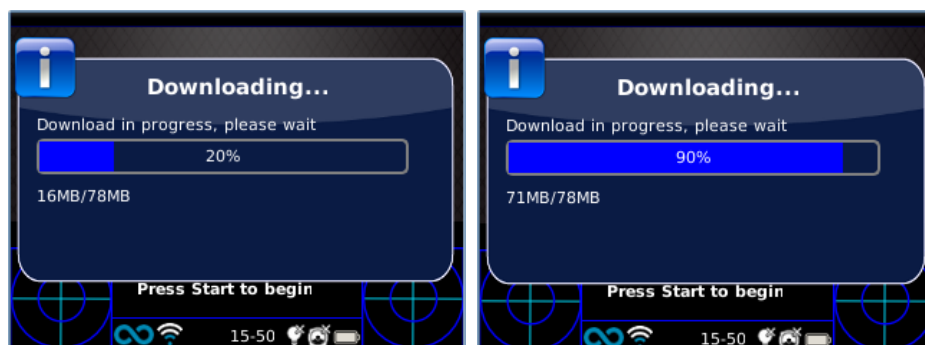 Downloading...
Download in progress, please wait
20%
16MB/78MB
Press Start to begin
15-50
Downloading...
Download in progress, please wait
90%
71MB/78MB
Press Start to begin
15-50